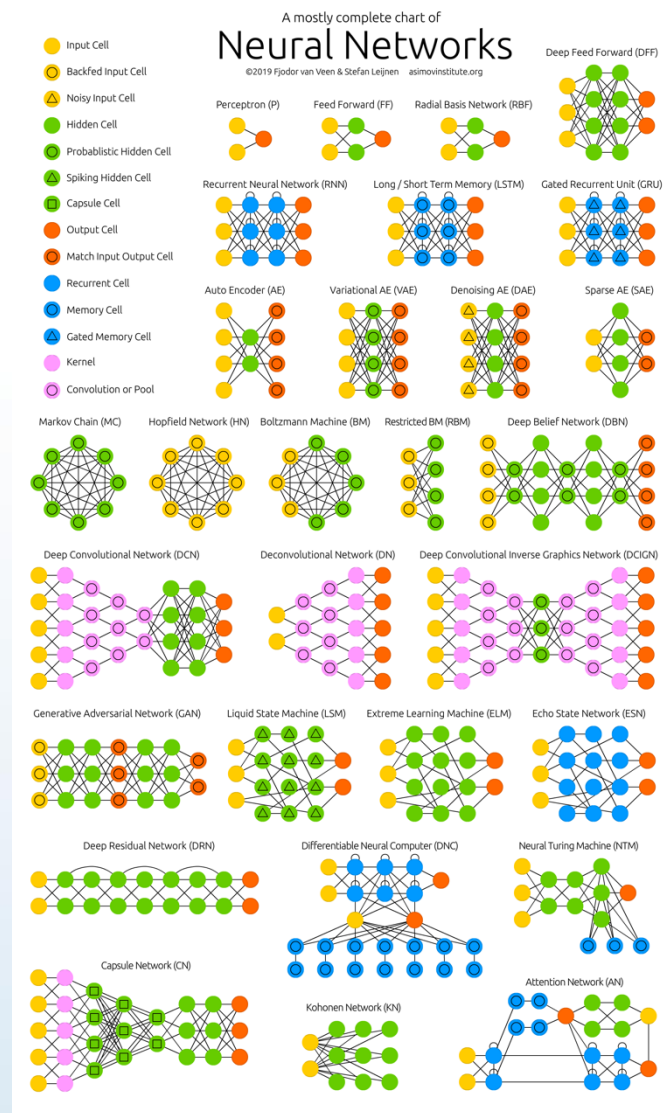 A mostly complete chart of
Neural Networks
©2019 Fjodor van Veen & Stefan Leijnen asimovinstitute.org
Input Cell
Backfed Input Cell
Noisy Input Cell
Hidden Cell
Probablistic Hidden Cell
Spiking Hidden Cell
Capsule Cell
Output Cell
Match Input Output Cell
Recurrent Cell
Memory Cell
Gated Memory Cell
Kernel
Convolution or Pool
Deep Feed Forward (DFF)
Perceptron (P)
Feed Forward (FF)
Radial Basis Network (RBF)
Recurrent Neural Network (RNN)
Long / Short Term Memory (LSTM)
Gated Recurrent Unit (GRU)
Auto Encoder (AE)
Variational AE (VAE)
Denoising AE (DAE)
Sparse AE (SAE)
Markov Chain (MC)
Hopfield Network (HN)
Boltzmann Machine (BM)
Restricted BM (RBM)
Deep Belief Network (DBN)
Deep Convolutional Network (DCN)
Deconvolutional Network (DN)
Deep Convolutional Inverse Graphics Network (DCIGN)
Generative Adversarial Network (GAN)
Liquid State Machine (LSM)
Extreme Learning Machine (ELM)
Echo State Network (ESN)
Deep Residual Network (DRN)
Differentiable Neural Computer (DNC)
Neural Turing Machine (NTM)
Capsule Network (CN)
Kohonen Network (KN)
Attention Network (AN)